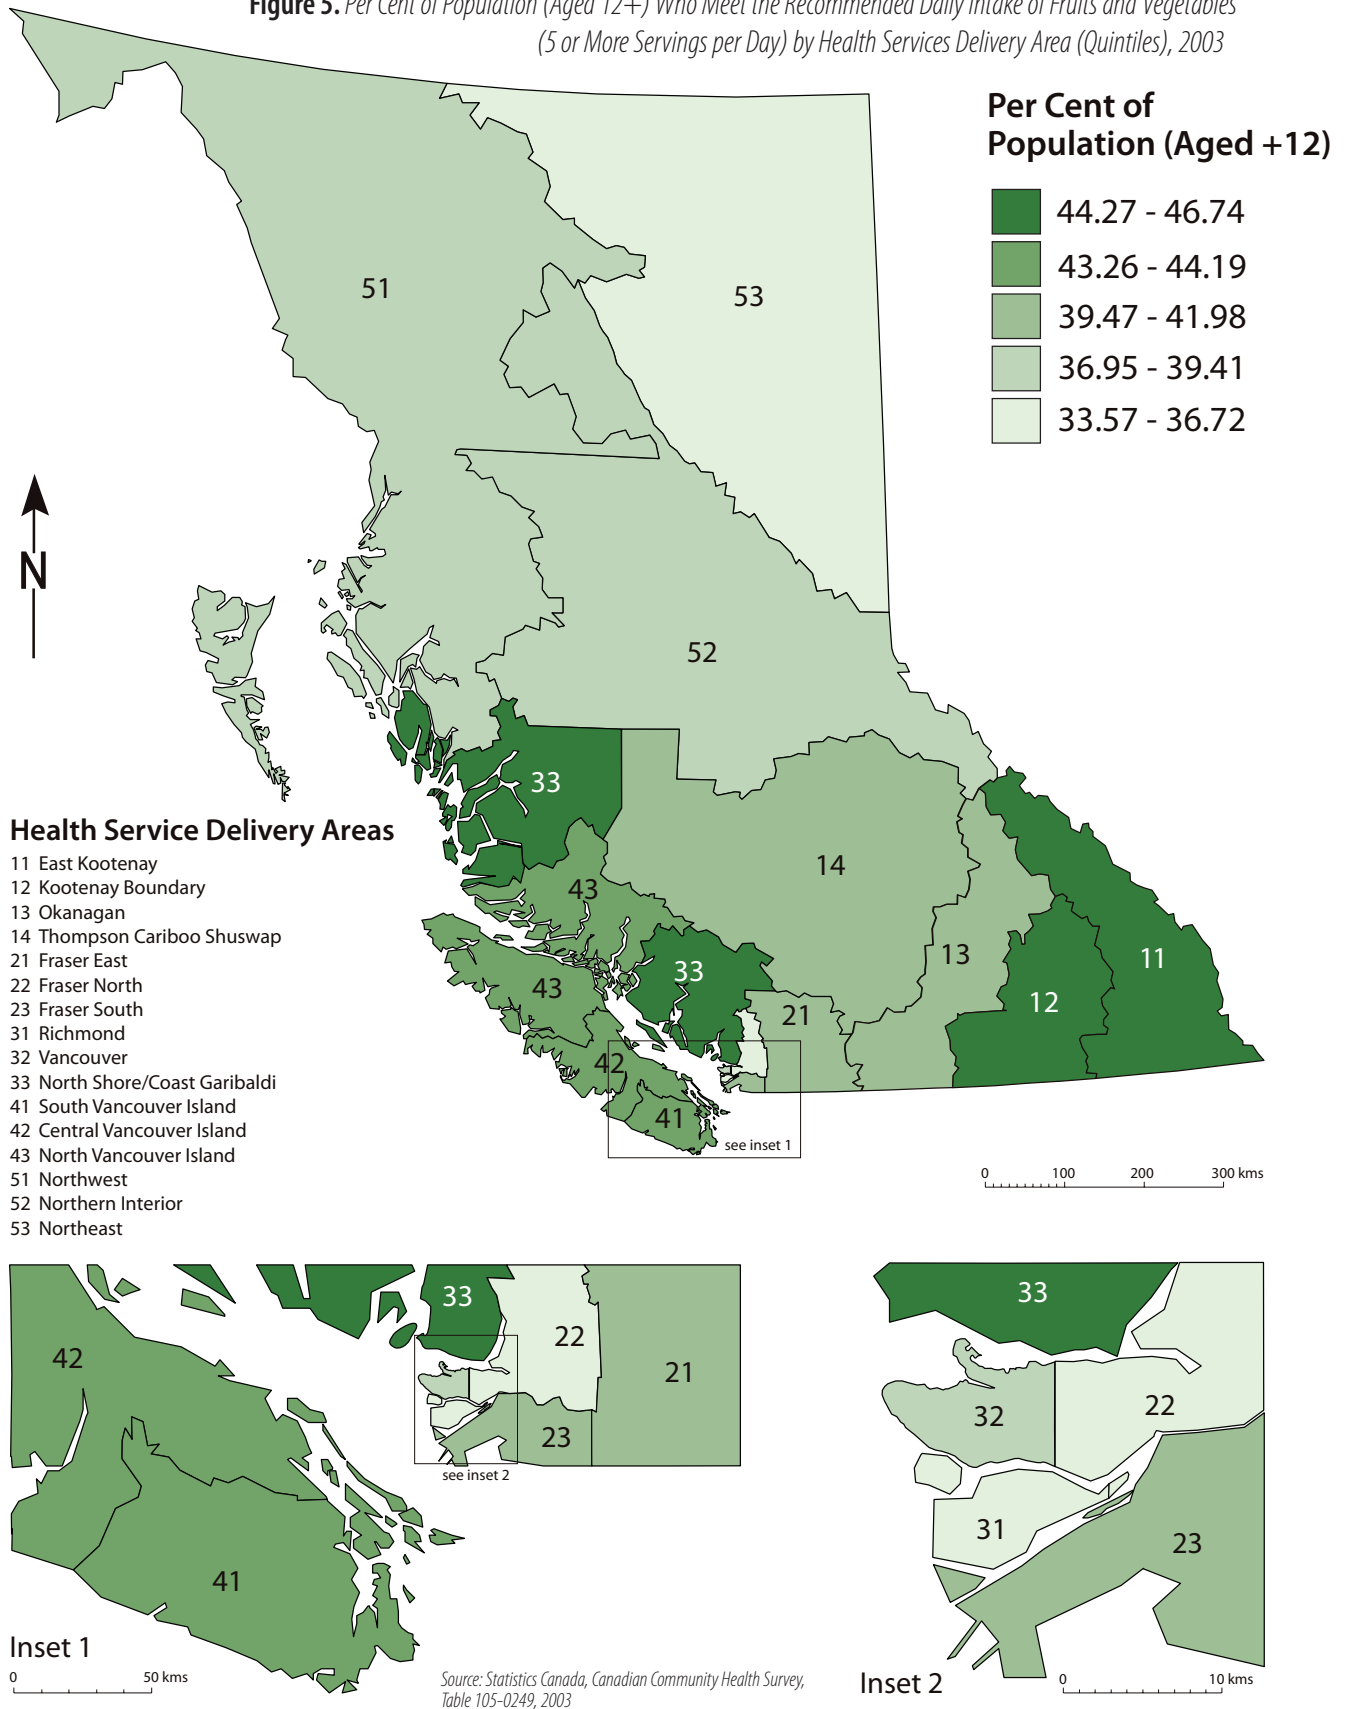 Figure 5. Per Cent of Population (Aged 12+) Who Meet the Recommended Daily Intake of Fruits and Vegetables
(5 or More Servings per Day) by Health Services Delivery Area (Quintiles), 2003
Per Cent of
Population (Aged +12)
44.27 - 46.74
43.26 - 44.19
39.47 - 41.98
36.95 - 39.41
33.57 - 36.72
51
53
N
52
33
14
43
13
11
33
43
12
21
42
41
see inset 1
0 100 200 300 kms
Health Service Delivery Areas
11 East Kootenay
12 Kootenay Boundary
13 Okanagan
14 Thompson Cariboo Shuswap
21 Fraser East
22 Fraser North
23 Fraser South
31 Richmond
32 Vancouver
33 North Shore/Coast Garibaldi
41 South Vancouver Island
42 Central Vancouver Island
43 North Vancouver Island
51 Northwest
52 Northern Interior
53 Northeast
33
22
42
21
23
see inset 2
41
Inset 1
0 50 kms
Source: Statistics Canada, Canadian Community Health Survey,
Table 105-0249, 2003
33
22
32
31
23
Inset 2
0 10 kms